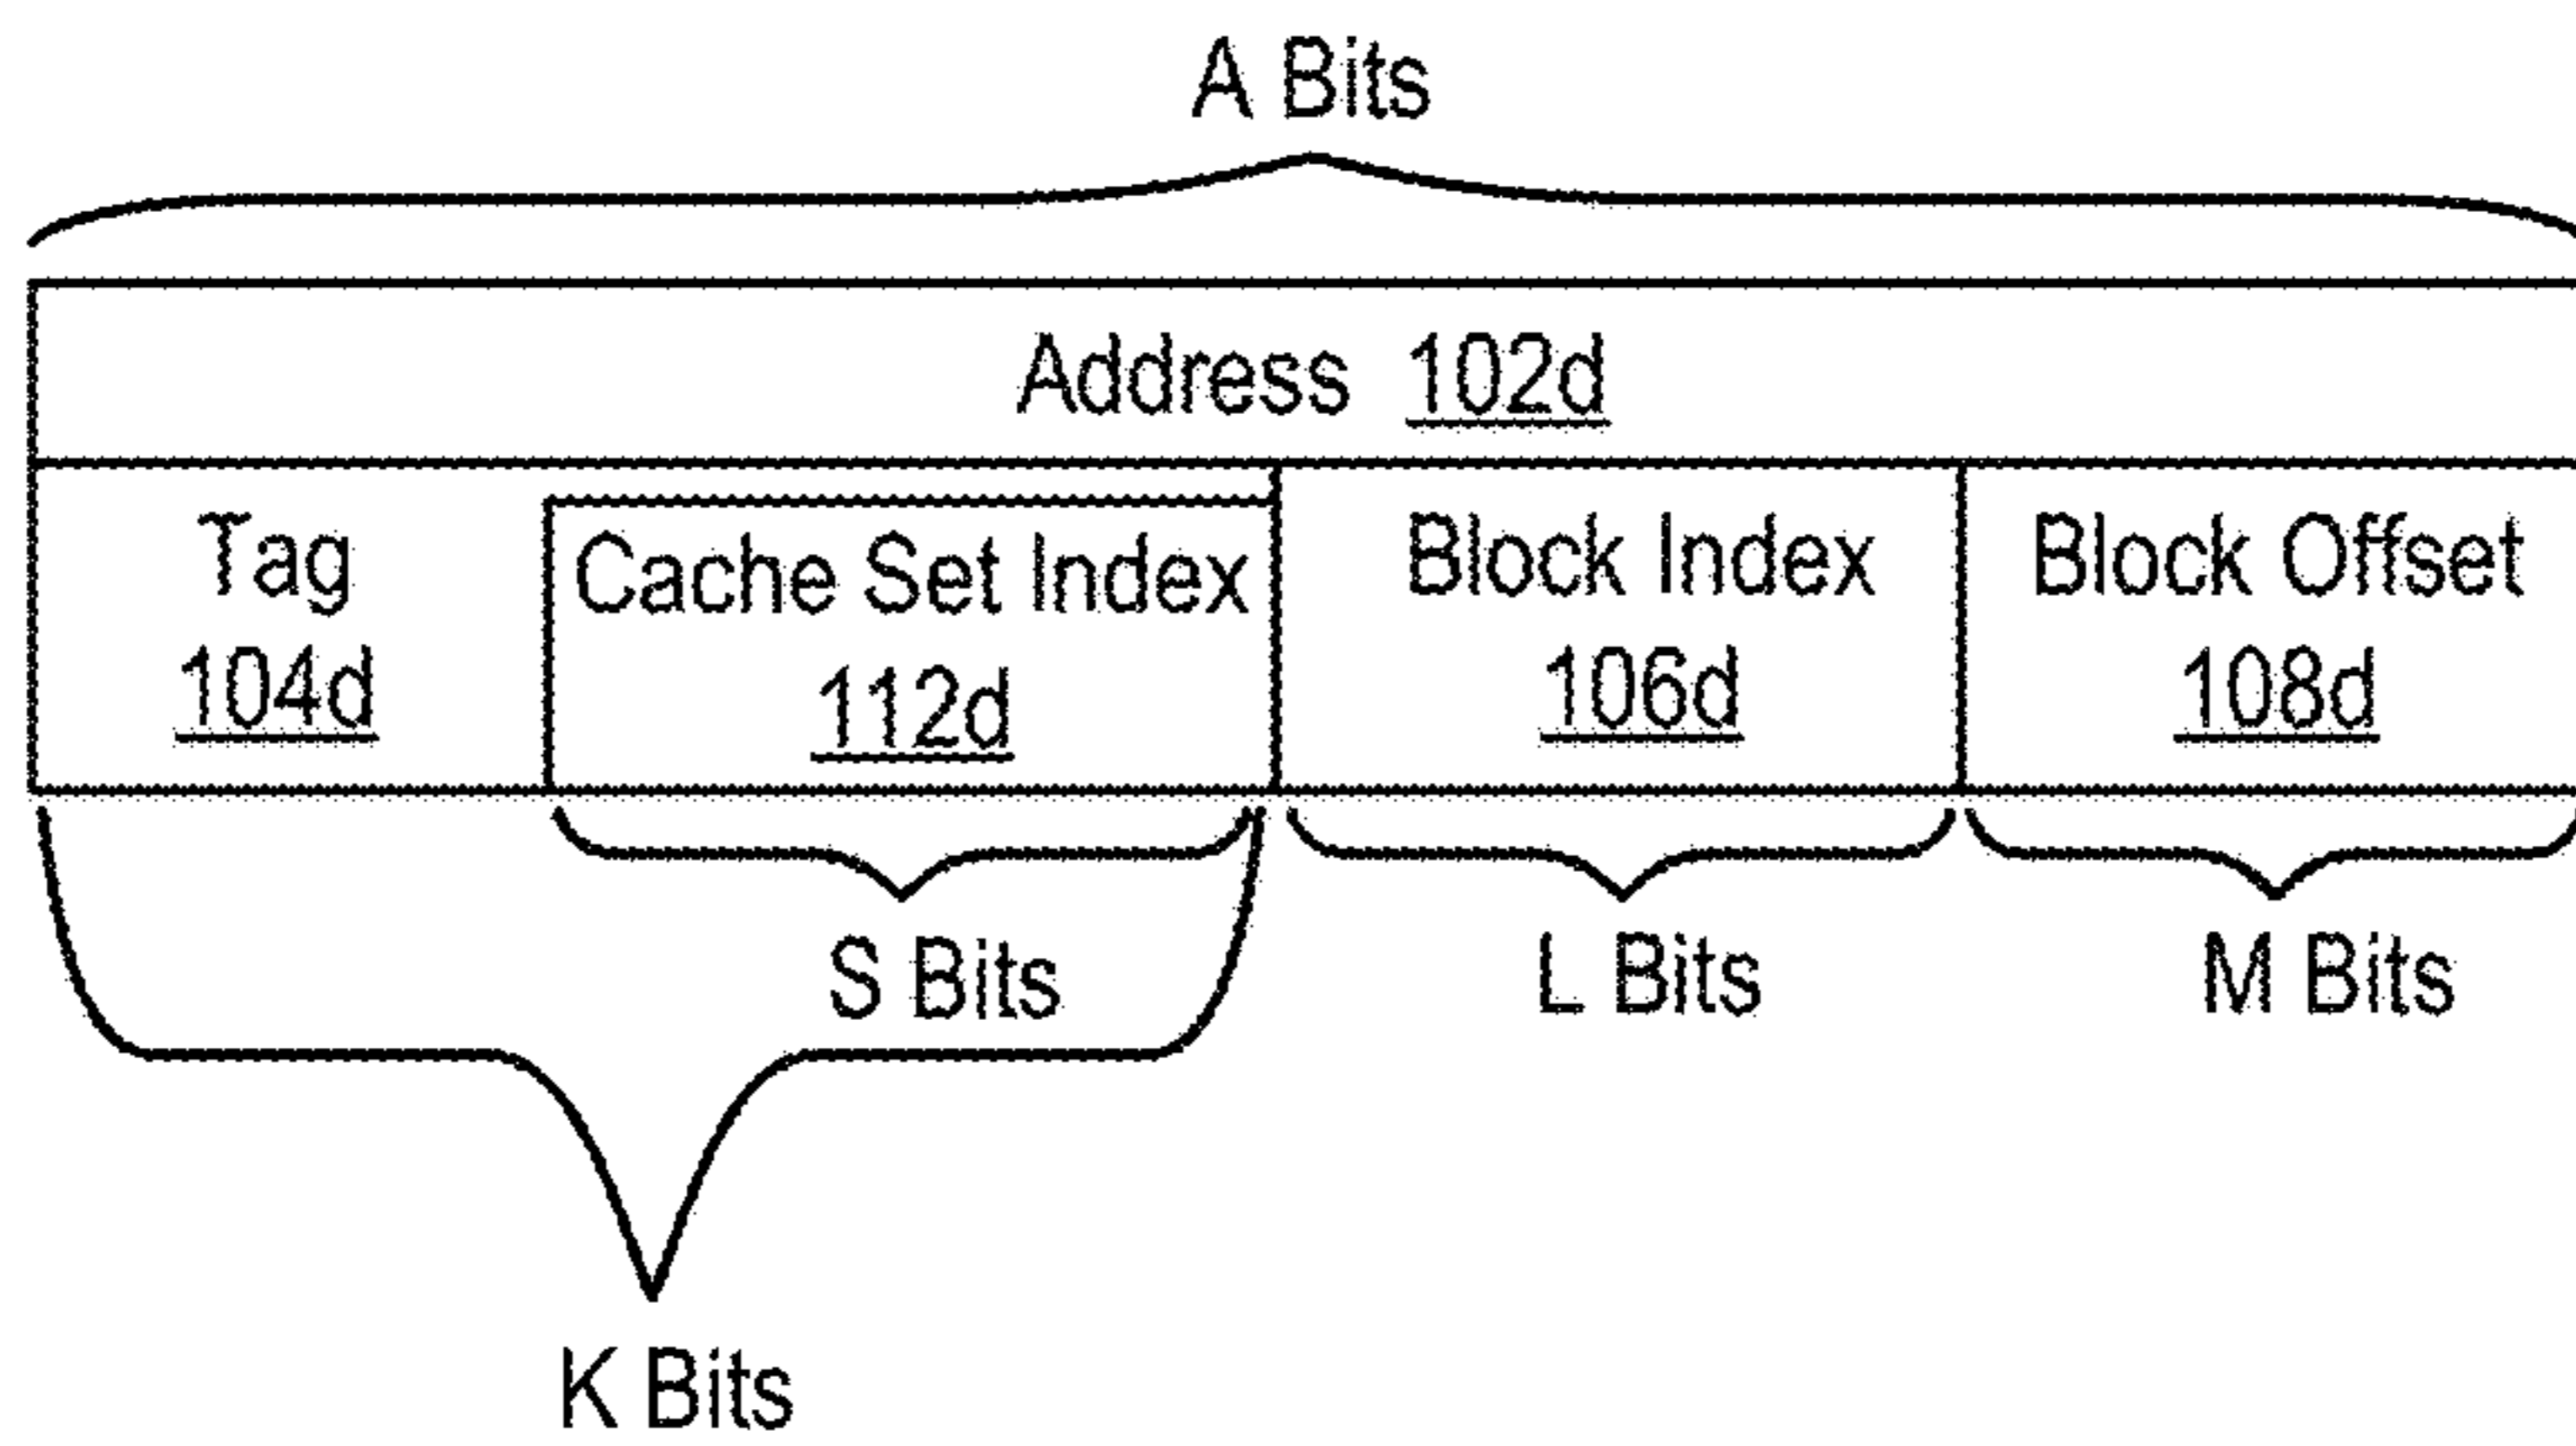 A Bits
Address 102d
Tag
104d
Cache Set Index
112d
Block Index
106d
Block Offset
108d
S Bits
L Bits
M Bits
K Bits